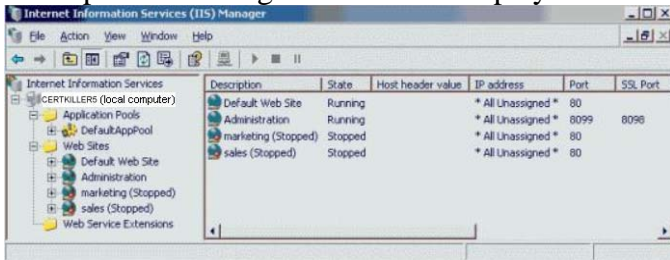 Internet Information Services (IIS) Manager
File Action View Window Help
Internet Information Services
CERTKILLER5 (local computer)
Application Pools
DefaultAppPool
Web Sites
Default Web Site
Administration
marketing (Stopped)
sales (Stopped)
Web Service Extensions
Description State Host header value IP address Port SSL Port
Default Web Site Running * All Unassigned * 80
Administration Running * All Unassigned * 8099 8098
marketing (Stopped) Stopped * All Unassigned * 80
sales (Stopped) Stopped * All Unassigned * 80